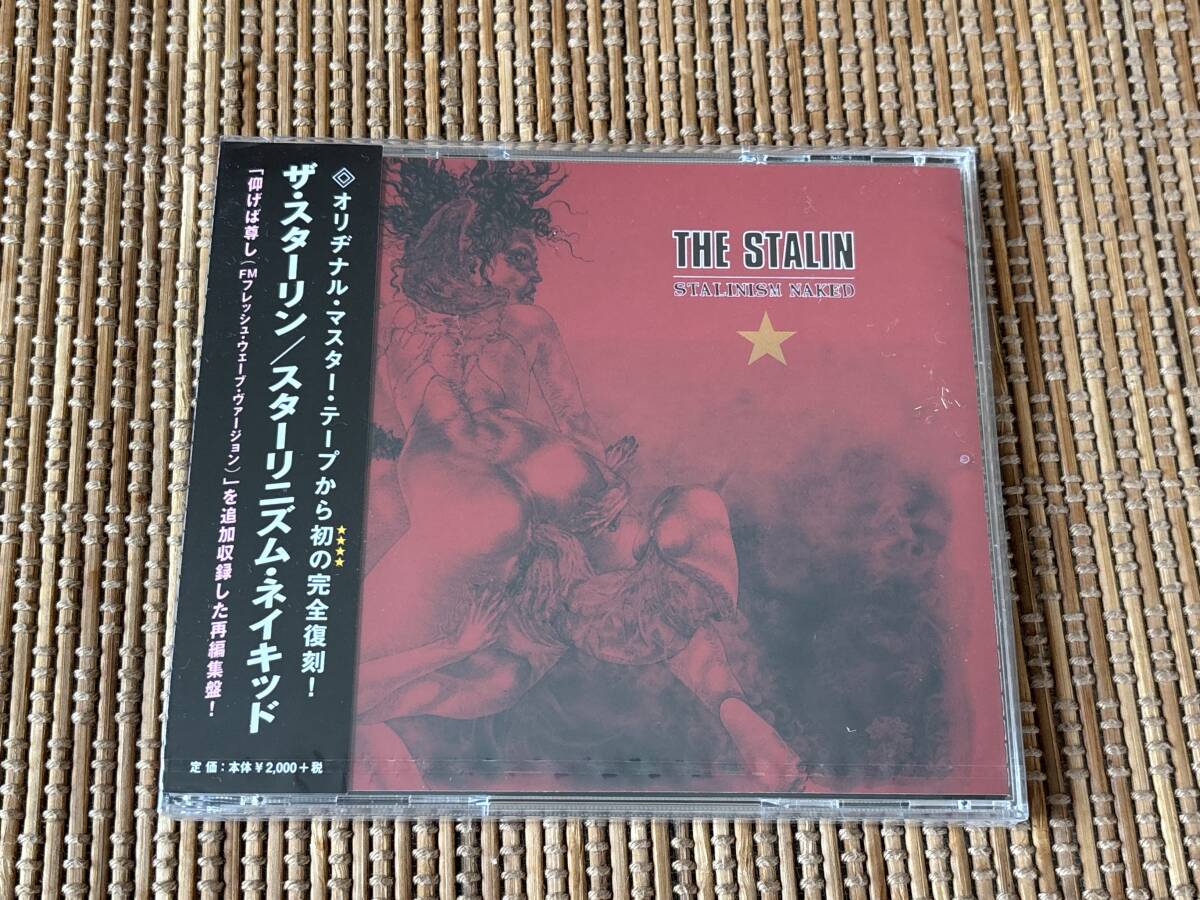 ◇オリヂナル・マスター・テープから初の完全復刻!
ザ・スターリン/スターリニズム・ネイキッド
「仰げば尊し(FMフレッシュ・ウェーブ・ヴァージョン)」を追加収録した再編集盤!
定価:本体¥2,000+税
THE STALIN
STALINISM NAKED